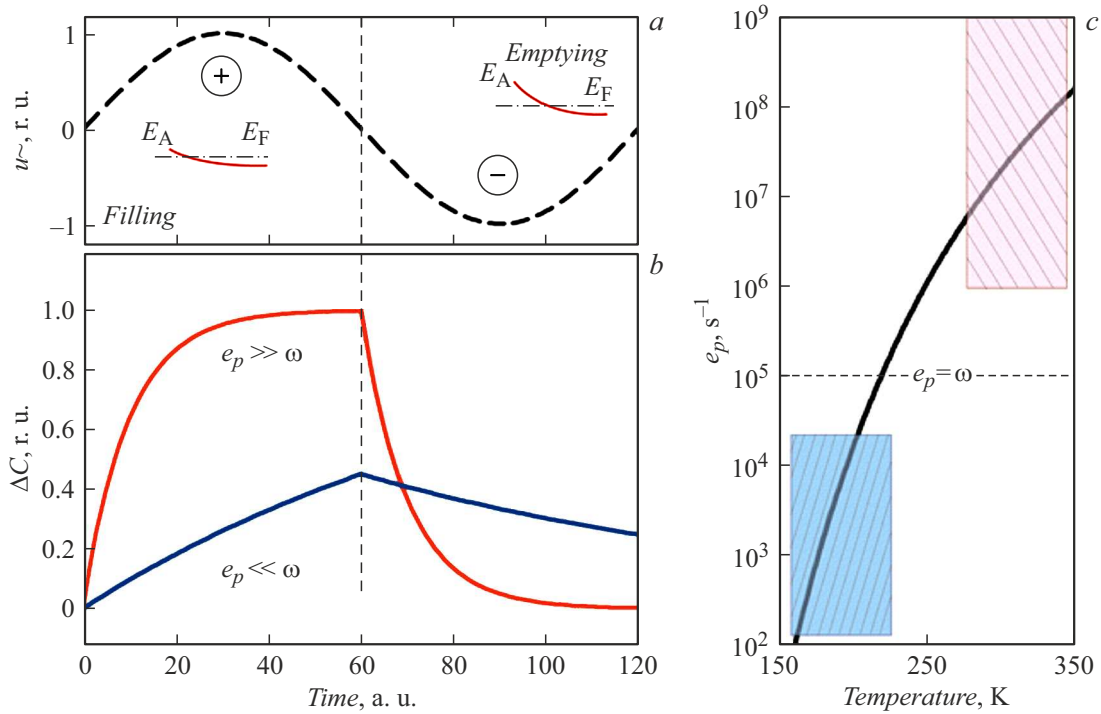 a
1
0
−1
u~, r. u.
+
E_A E_F
Filling
Emptying
E_A E_F
−
b
1.0
0.8
0.6
0.4
0.2
0
ΔC, r. u.
e_p >> ω
e_p << ω
0 20 40 60 80 100 120
Time, a. u.
c
10^9
10^8
10^7
10^6
10^5
10^4
10^3
10^2
e_p, s^−1
e_p = ω
150 250 350
Temperature, K